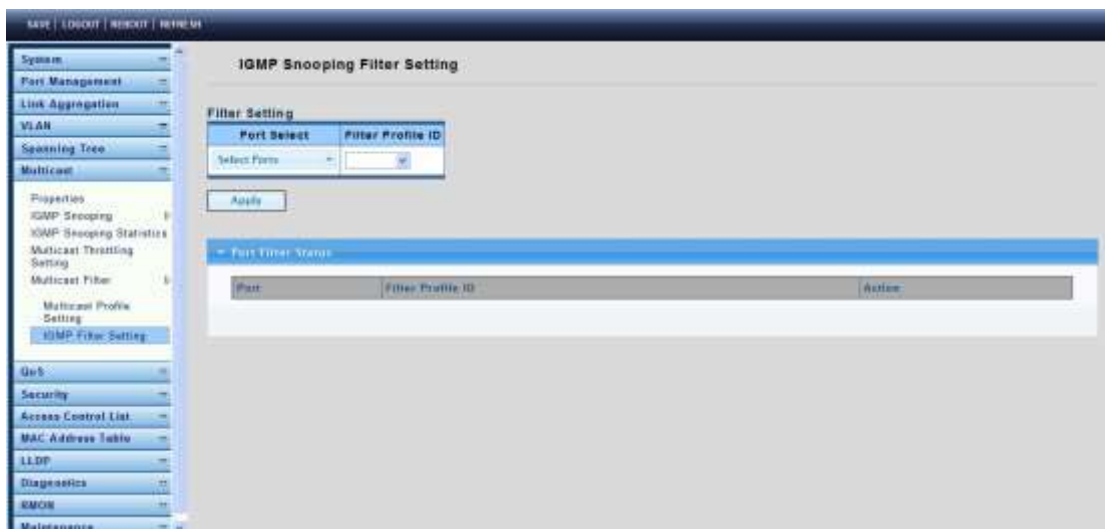 SAVE | LOGOUT | REBOOT | REFRESH
System
Port Management
Link Aggregation
VLAN
Spanning Tree
Multicast
Properties
IGMP Snooping
IGMP Snooping Statistics
Multicast Throttling
Setting
Multicast Filter
Multicast Profile
Setting
IGMP Filter Setting
QoS
Security
Access Control List
MAC Address Table
LLDP
Diagnostics
RMON
Maintenance
IGMP Snooping Filter Setting
Filter Setting
Port Select Filter Profile ID
Select Ports
Apply
Port Filter Status
Port Filter Profile ID Action